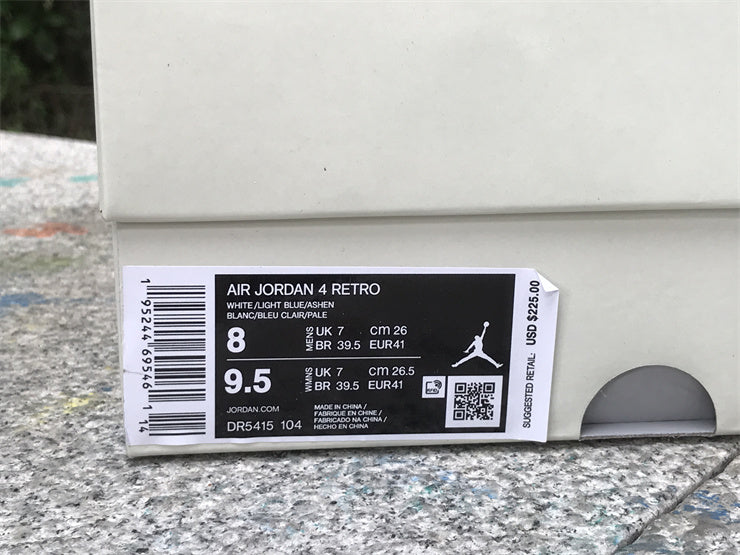 AIR JORDAN 4 RETRO
WHITE/LIGHT BLUE/ASHEN
BLANC/BLEU CLAIR/PALE
8 MENS UK 7 cm 26
BR 39.5 EUR41
9.5 WMNS UK 7 cm 26.5
BR 39.5 EUR41
JORDAN.COM
DR5415 104
MADE IN CHINA /
FABRIQUÉ EN CHINE /
FABRICADO NA CHINA /
HECHO EN CHINA
SUGGESTED RETAIL: USD $225.00
1 95244 69546 1 14